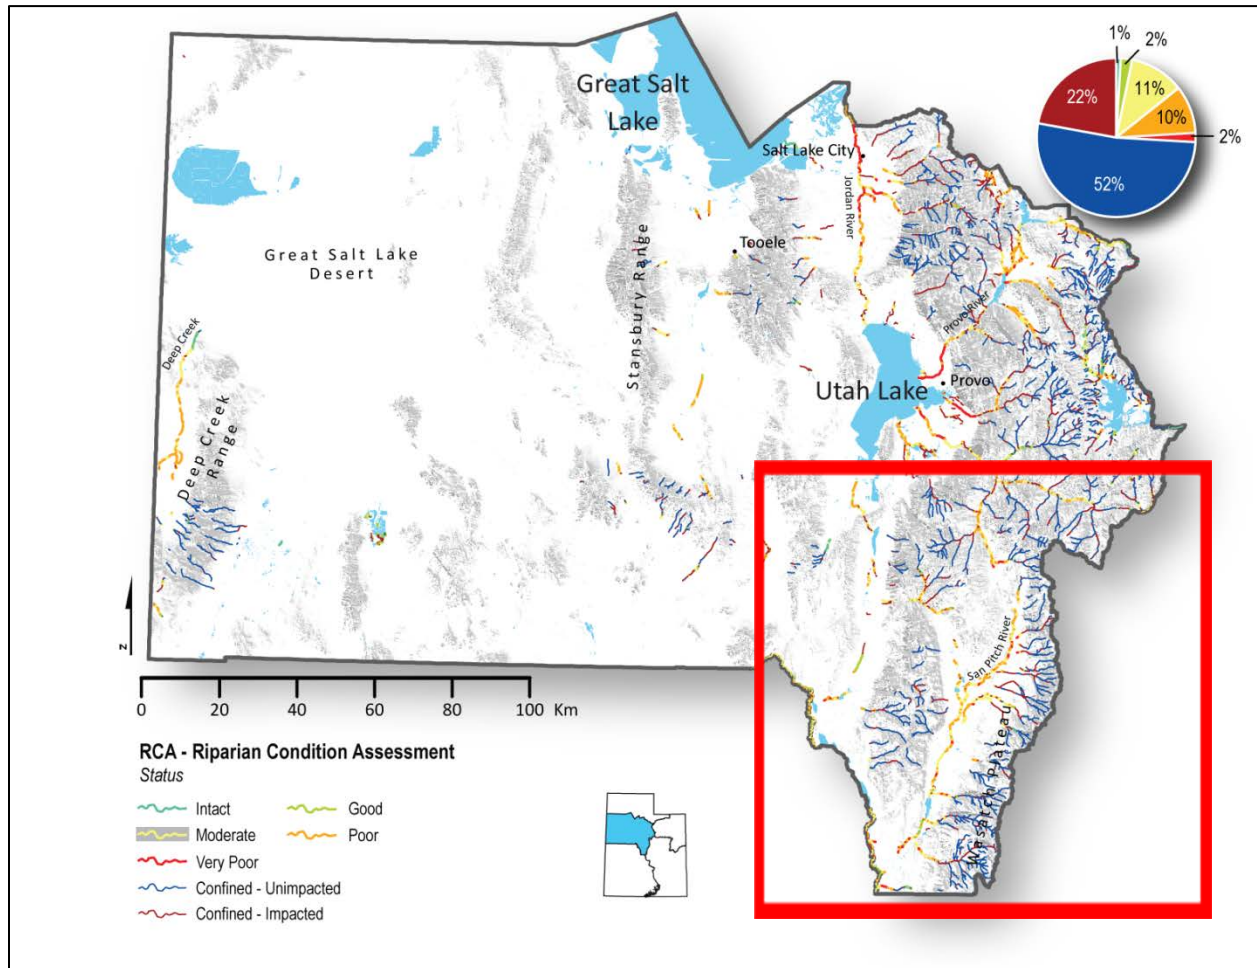 1%
2%
22%
11%
10%
2%
52%
Great Salt
Lake
Salt Lake City
Jordan River
Tooele
Great Salt Lake
Desert
Stansbury Range
Provo River
Deep Creek
Utah Lake
Provo
Deep Creek
Range
San Pitch River
Wasatch Plateau
N
0 20 40 60 80 100 Km
RCA - Riparian Condition Assessment
Status
Intact Good
Moderate Poor
Very Poor
Confined - Unimpacted
Confined - Impacted